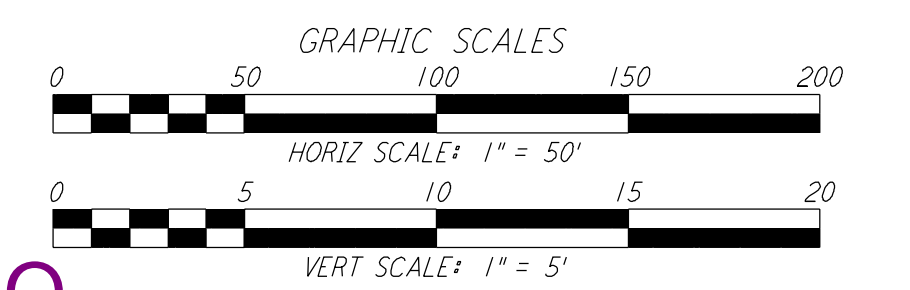 GRAPHIC SCALES
0 50 100 150 200
HORIZ SCALE: 1" = 50'
0 5 10 15 20
VERT SCALE: 1" = 5'